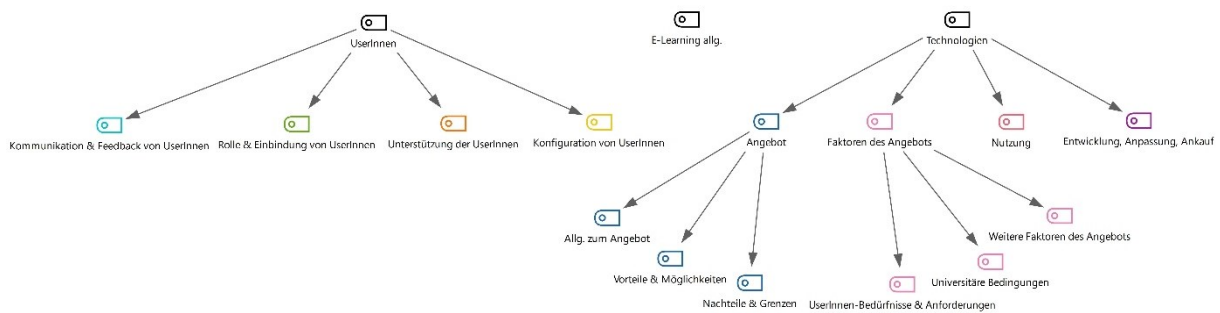 UserInnen
E-Learning allg.
Technologien
Kommunikation & Feedback von UserInnen
Rolle & Einbindung von UserInnen
Unterstützung der UserInnen
Konfiguration von UserInnen
Angebot
Faktoren des Angebots
Nutzung
Entwicklung, Anpassung, Ankauf
Allg. zum Angebot
Vorteile & Möglichkeiten
Nachteile & Grenzen
UserInnen-Bedürfnisse & Anforderungen
Universitäre Bedingungen
Weitere Faktoren des Angebots